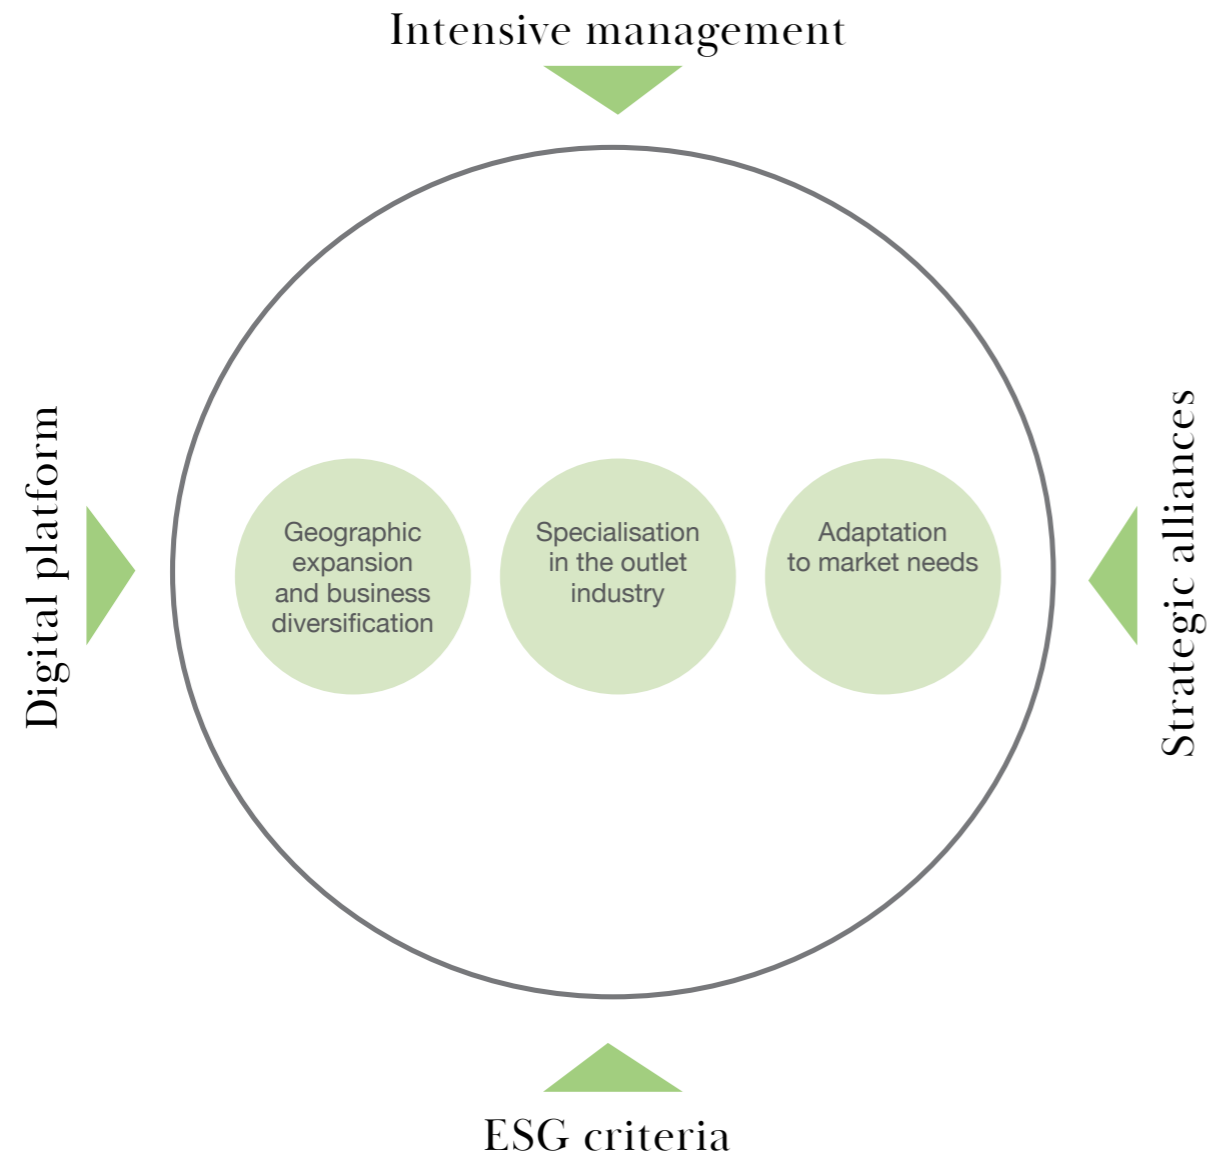 Intensive management
Digital platform
Geographic
expansion
and business
diversification
Specialisation
in the outlet
industry
Adaptation
to market needs
Strategic alliances
ESG criteria